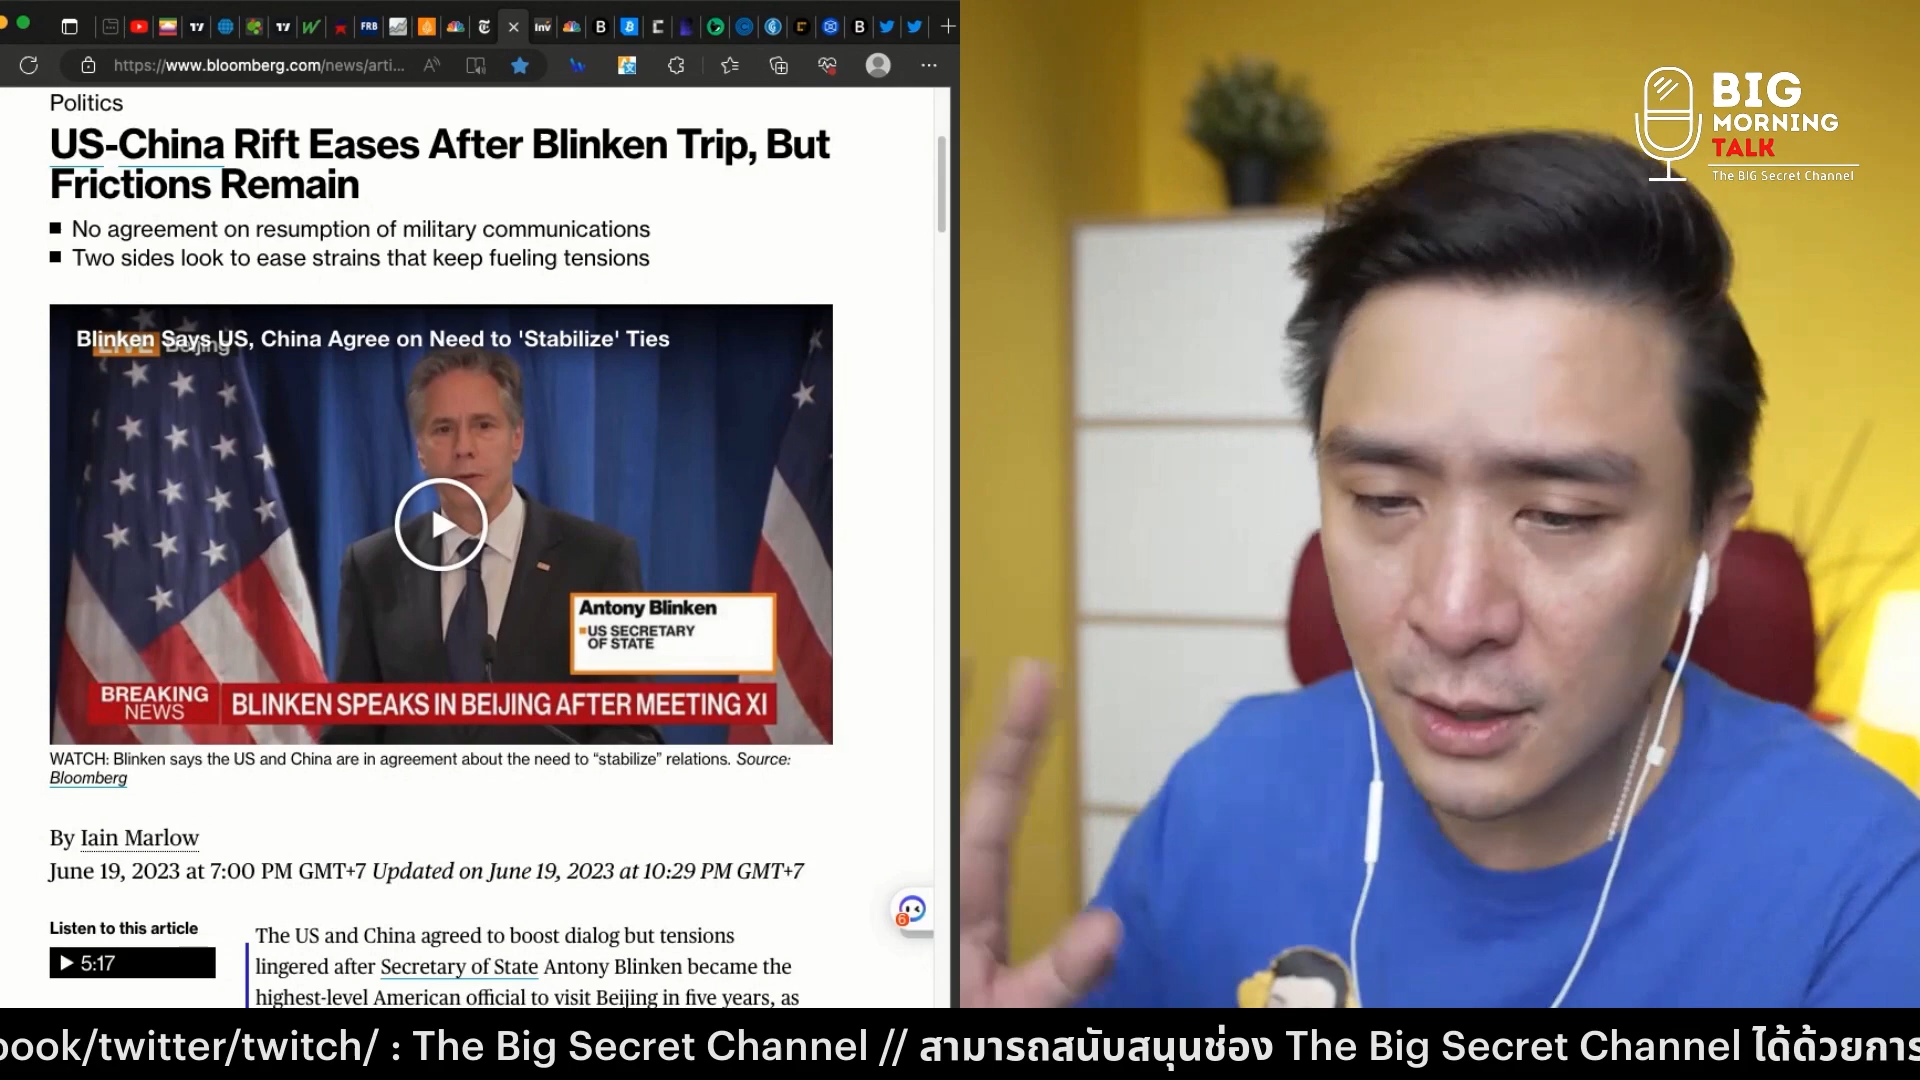 FRB
Inv
https://www.bloomberg.com/news/arti...
Politics
US-China Rift Eases After Blinken Trip, But
Frictions Remain
No agreement on resumption of military communications
Two sides look to ease strains that keep fueling tensions
Blinken Says US, China Agree on Need to 'Stabilize' Ties
LIVE Beijing
Antony Blinken
US SECRETARY
OF STATE
BREAKING
NEWS
BLINKEN SPEAKS IN BEIJING AFTER MEETING XI
WATCH: Blinken says the US and China are in agreement about the need to “stabilize” relations. Source:
Bloomberg
By Iain Marlow
June 19, 2023 at 7:00 PM GMT+7 Updated on June 19, 2023 at 10:29 PM GMT+7
Listen to this article
5:17
The US and China agreed to boost dialog but tensions
lingered after Secretary of State Antony Blinken became the
highest-level American official to visit Beijing in five years, as
6
BIG
MORNING
TALK
The BIG Secret Channel
book/twitter/twitch/ : The Big Secret Channel // สามารถสนับสนุนช่อง The Big Secret Channel ได้ด้วยการ